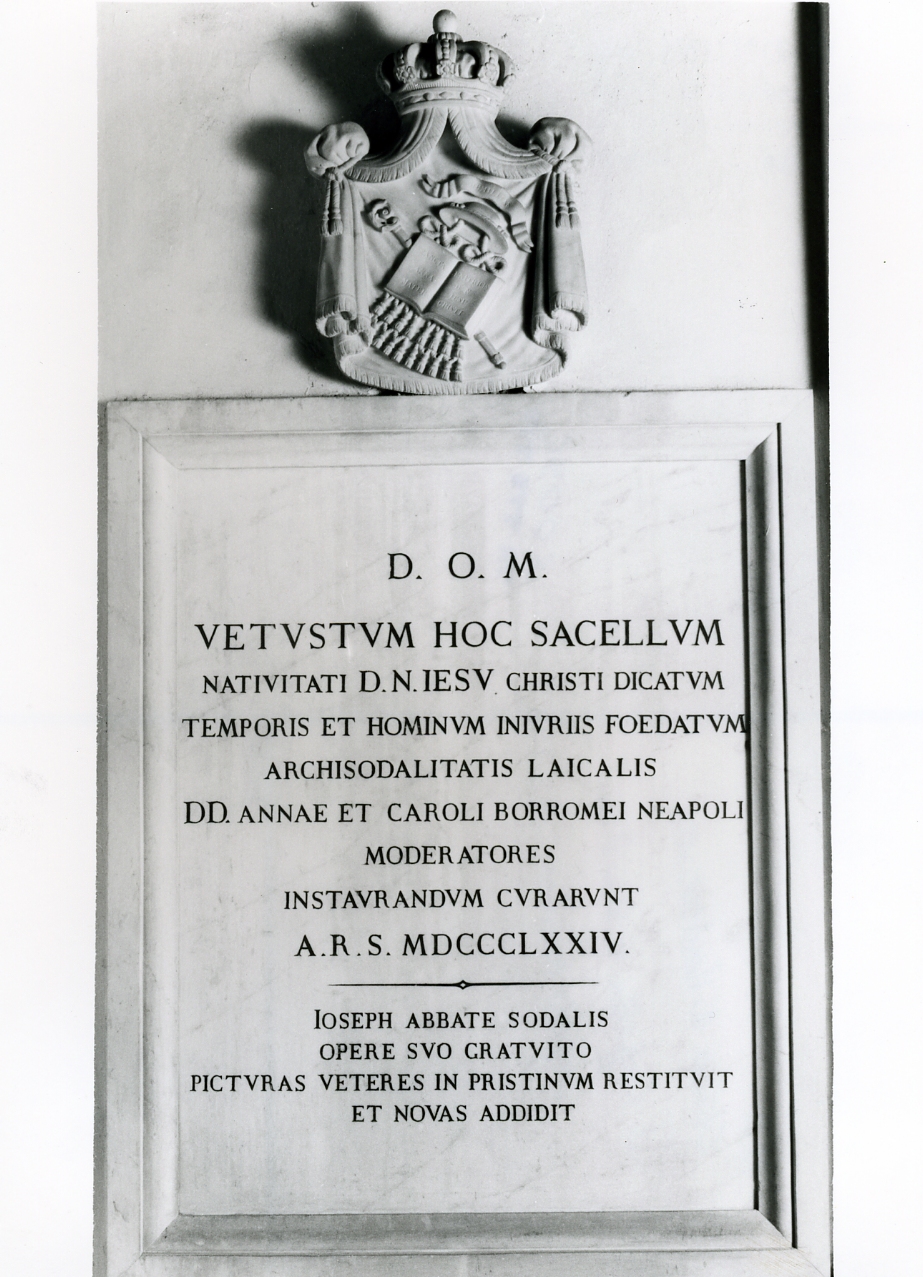 D. O. M.
VETVSTVM HOC SACELLVM
NATIVITATI D.N.IESV CHRISTI DICATVM
TEMPORIS ET HOMINVM INIVRIIS FOEDATVM
ARCHISODALITATIS LAICALIS
DD. ANNAE ET CAROLI BORROMEI NEAPOLI
MODERATORES
INSTAVRANDVM CVRARVNT
A.R.S. MDCCCCLXXIV.
IOSEPH ABBATE SODALIS
OPERE SVO GRATVITO
PICTVRAS VETERES IN PRISTINVM RESTITVIT
ET NOVAS ADDIDIT